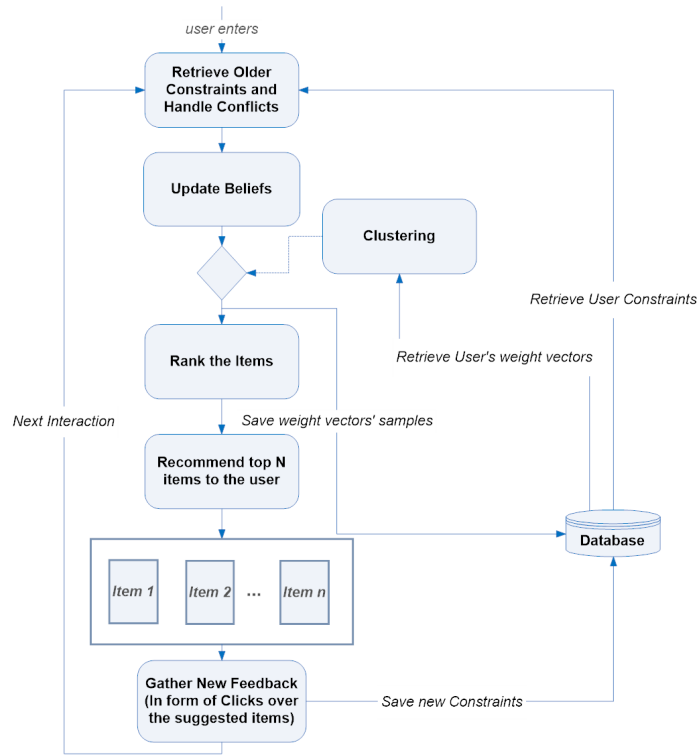 user enters
Retrieve Older
Constraints and
Handle Conflicts
Update Beliefs
Clustering
Retrieve User Constraints
Retrieve User's weight vectors
Rank the Items
Next Interaction
Save weight vectors' samples
Recommend top N
items to the user
Database
Item 1
Item 2
...
Item n
Gather New Feedback
(In form of Clicks over
the suggested items)
Save new Constraints